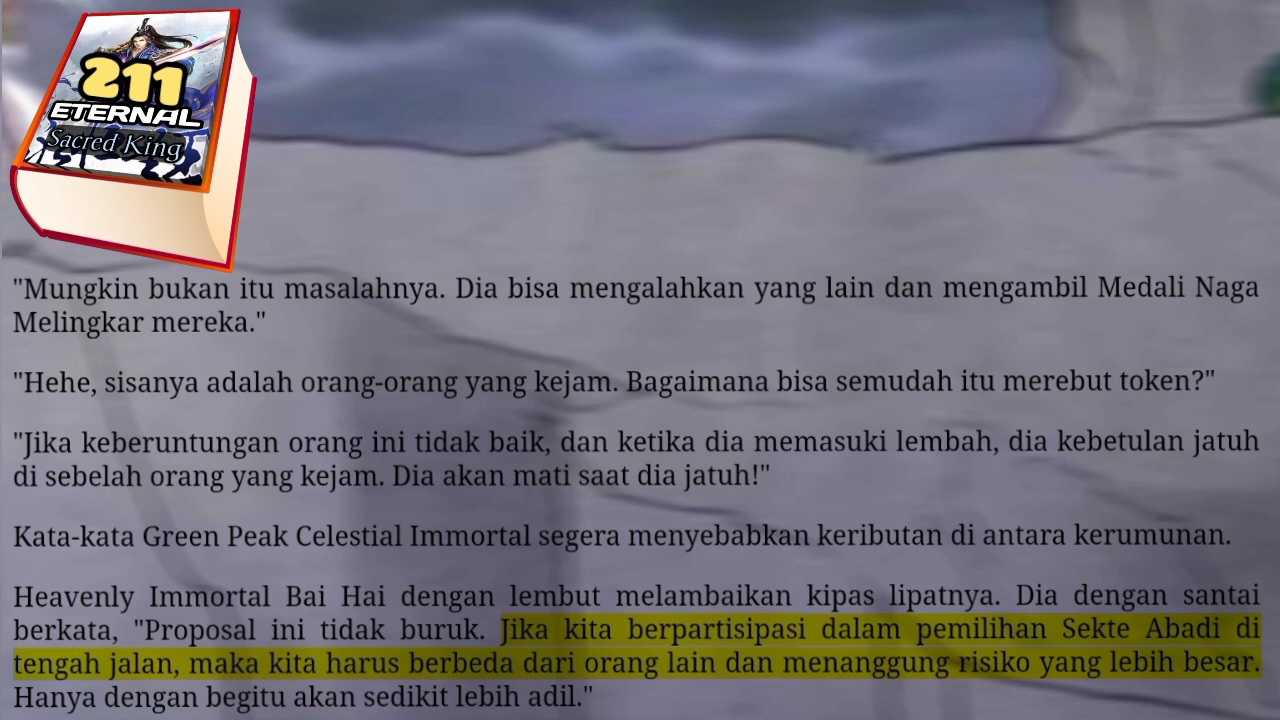 211
ETERNAL
Sacred King
"Mungkin bukan itu masalahnya. Dia bisa mengalahkan yang lain dan mengambil Medali Naga
Melingkar mereka."
"Hehe, sisanya adalah orang-orang yang kejam. Bagaimana bisa semudah itu merebut token?"
"Jika keberuntungan orang ini tidak baik, dan ketika dia memasuki lembah, dia kebetulan jatuh
di sebelah orang yang kejam. Dia akan mati saat dia jatuh!"
Kata-kata Green Peak Celestial Immortal segera menyebabkan keributan di antara kerumunan.
Heavenly Immortal Bai Hai dengan lembut melambaikan kipas lipatnya. Dia dengan santai
berkata, "Proposal ini tidak buruk. Jika kita berpartisipasi dalam pemilihan Sekte Abadi di
tengah jalan, maka kita harus berbeda dari orang lain dan menanggung risiko yang lebih besar.
Hanya dengan begitu akan sedikit lebih adil."